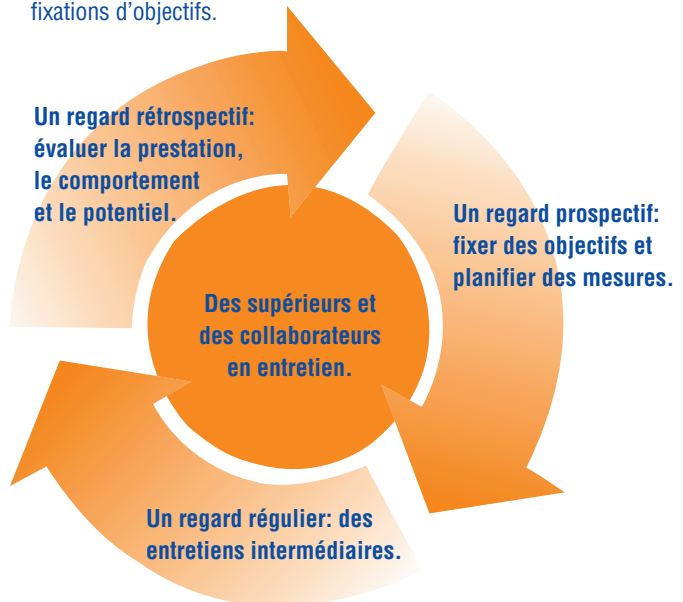 fixations d'objectifs.
Un regard rétrospectif:
évaluer la prestation,
le comportement
et le potentiel.
Un regard prospectif:
fixer des objectifs et
planifier des mesures.
Des supérieurs et
des collaborateurs
en entretien.
Un regard régulier: des
entretiens intermédiaires.